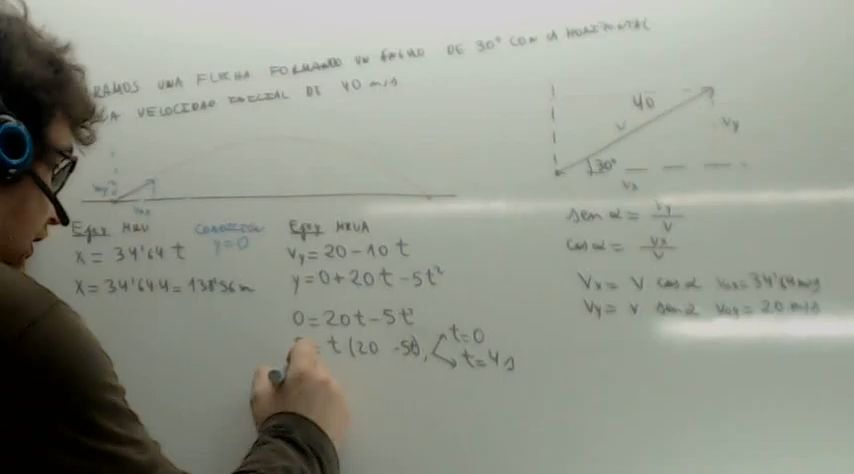 RAMOS UNA FLECHA FORMANDO UN ÁNGULO DE 30° CON LA HORIZONTAL
VELOCIDAD INICIAL DE 40 m/s
40
v
vy
30°
vx
Ejex MRU
x = 34'64 t
x = 34'64·4 = 138'56 m
CONDICIÓN
y=0
Ejey MRUA
vy = 20 - 10 t
y = 0 + 20t - 5t²
0 = 20t - 5t²
t (20 - 5t),
t=0
t=4 s
sen α = vy/v
cos α = vx/v
Vx = v cos α vox = 34'64 m/s
Vy = v sen α voy = 20 m/s